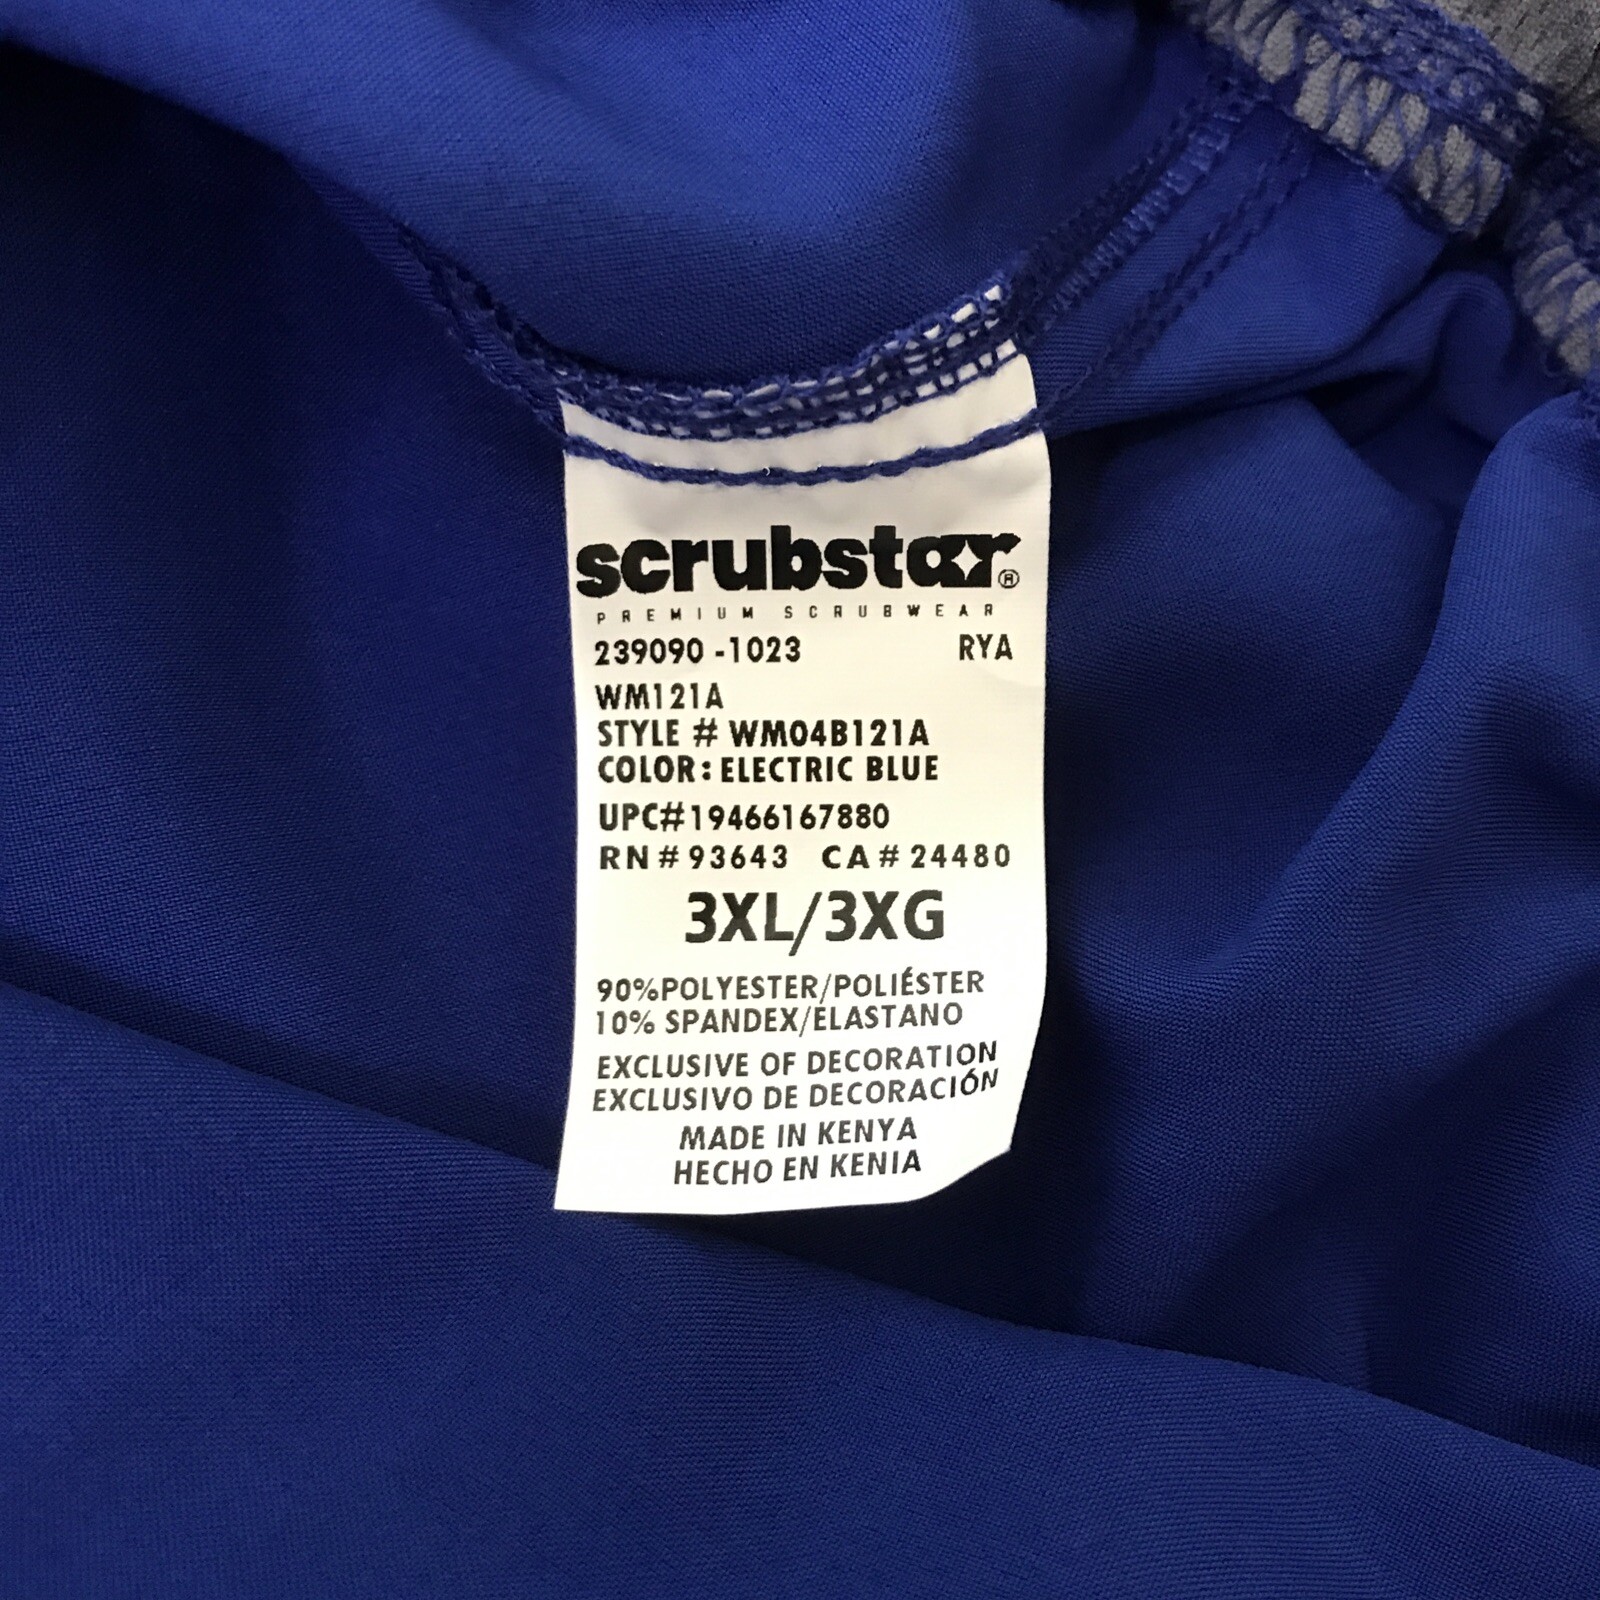 scrubstar®
PREMIUM SCRUBWEAR
239090 -1023 RYA
WM121A
STYLE # WM04B121A
COLOR: ELECTRIC BLUE
UPC#19466167880
RN # 93643 CA # 24480
3XL/3XG
90%POLYESTER/POLIÉSTER
10% SPANDEX/ELASTANO
EXCLUSIVE OF DECORATION
EXCLUSIVO DE DECORACIÓN
MADE IN KENYA
HECHO EN KENIA